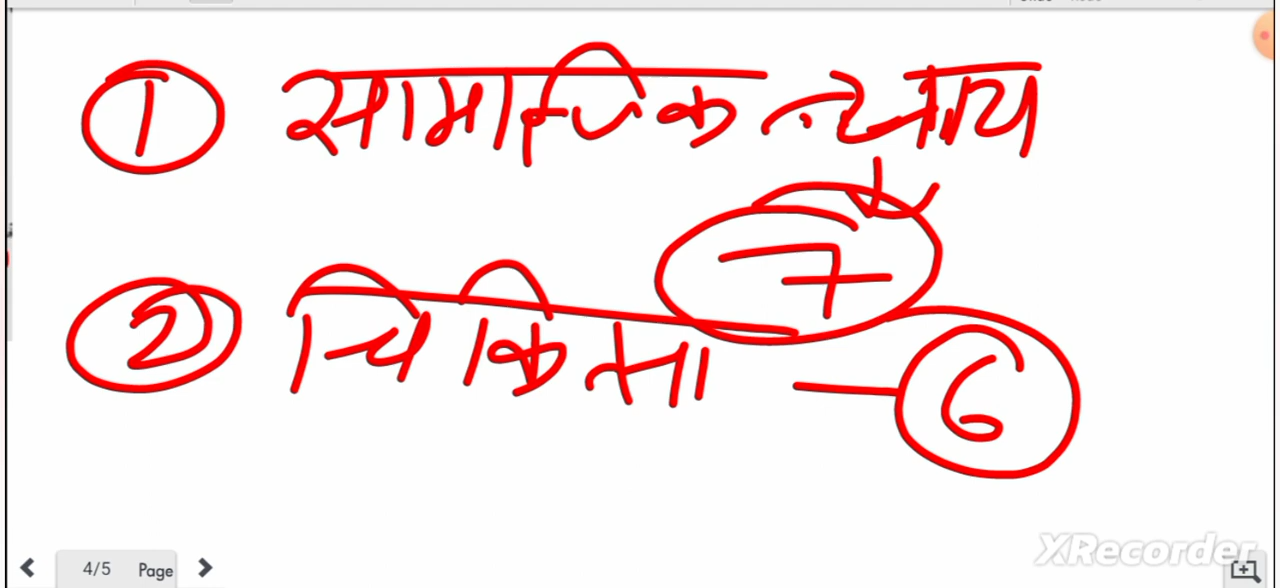 ① सामाजिक न्याय
7
② चिकित्सा — 6
4/5 Page
XRecorder